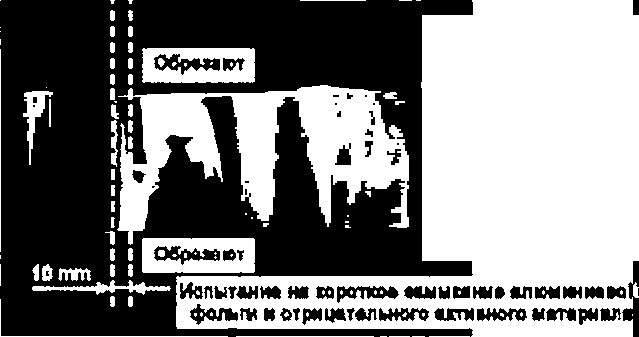 Обрезают
Обрезают
10 mm
Испытание на короткое замыкание алюминиевой
фольги и отрицательного активного материала